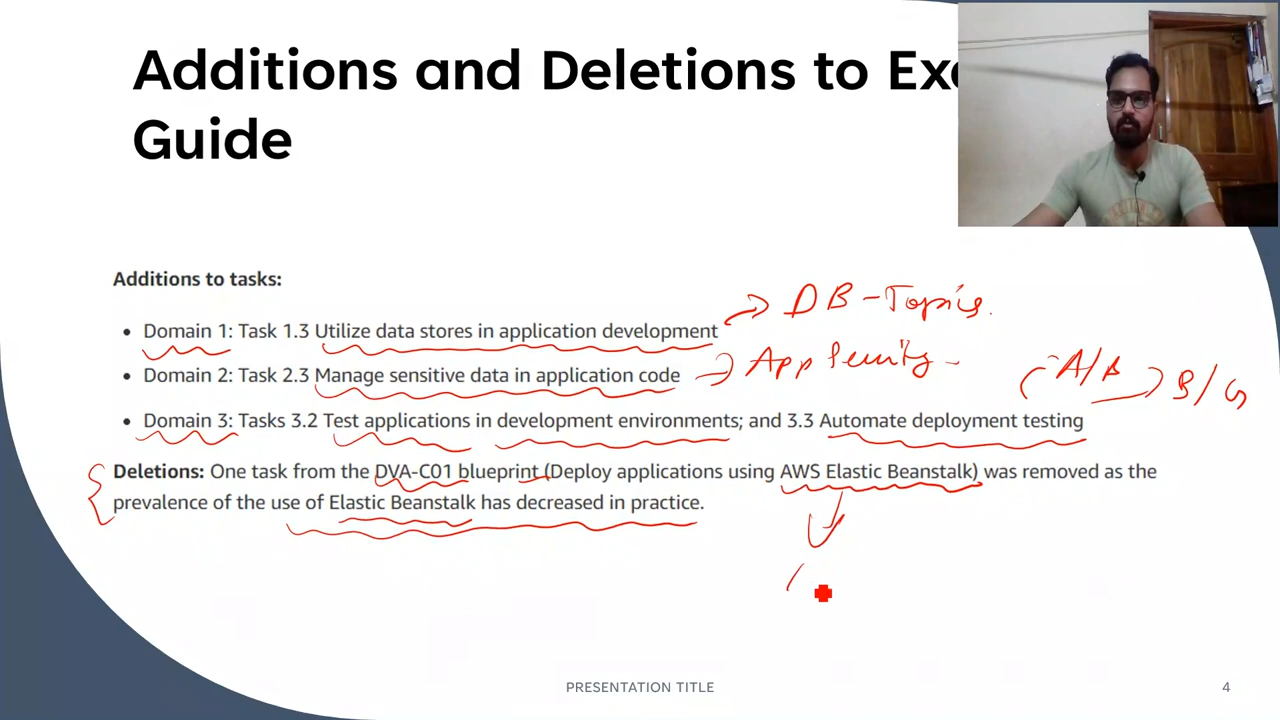 Additions and Deletions to Ex
Guide
Additions to tasks:
• Domain 1: Task 1.3 Utilize data stores in application development
→ DB-Topics.
• Domain 2: Task 2.3 Manage sensitive data in application code
→ App
(A/B) B/G
• Domain 3: Tasks 3.2 Test applications in development environments; and 3.3 Automate deployment testing
Deletions: One task from the DVA-C01 blueprint (Deploy applications using AWS Elastic Beanstalk) was removed as the
prevalence of the use of Elastic Beanstalk has decreased in practice.
PRESENTATION TITLE
4